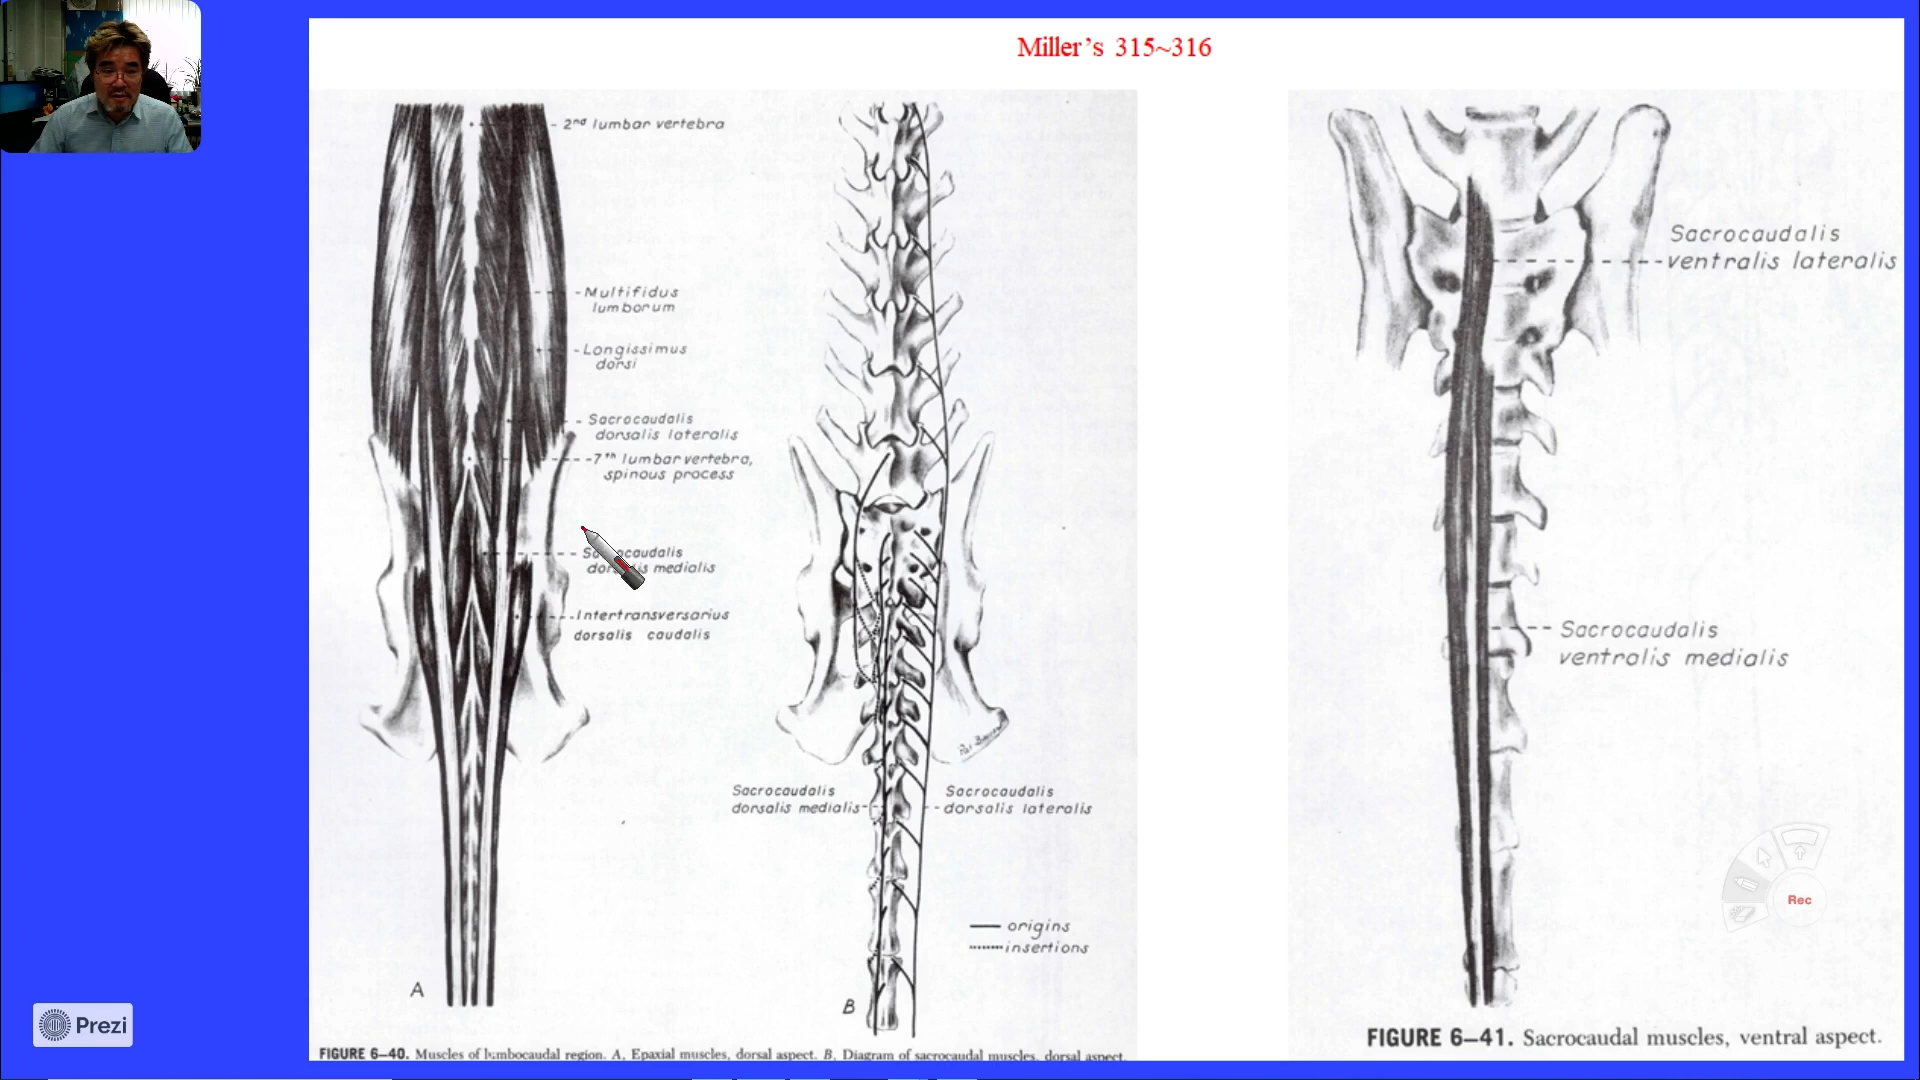 Miller's 315~316
2nd lumbar vertebra
Multifidus
lumborum
Longissimus
dorsi
Sacrocaudalis
dorsalis lateralis
7th lumbar vertebra,
spinous process
dorsalis medialis
Intertransversarius
dorsalis caudalis
A
Sacrocaudalis
dorsalis medialis
Sacrocaudalis
dorsalis lateralis
origins
insertions
B
FIGURE 6–40. Muscles of lumbocaudal region. A, Epaxial muscles, dorsal aspect. B, Diagram of sacrocaudal muscles, dorsal aspect.
Sacrocaudalis
ventralis lateralis
Sacrocaudalis
ventralis medialis
FIGURE 6–41. Sacrocaudal muscles, ventral aspect.
Rec
Prezi